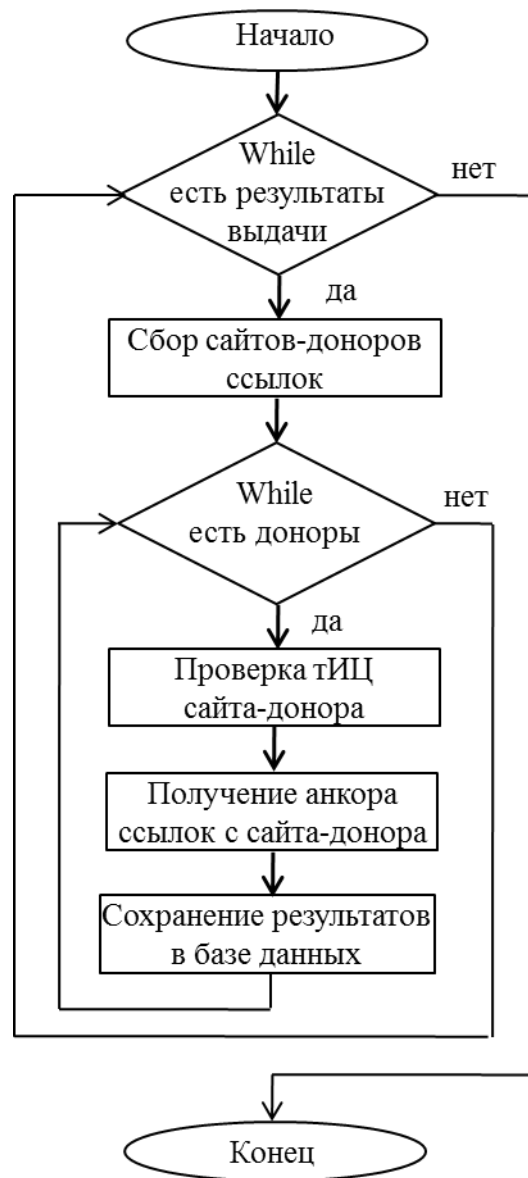 Начало
While
есть результаты
выдачи
нет
да
Сбор сайтов-доноров
ссылок
While
есть доноры
нет
да
Проверка тИЦ
сайта-донора
Получение анкора
ссылок с сайта-донора
Сохранение результатов
в базе данных
Конец